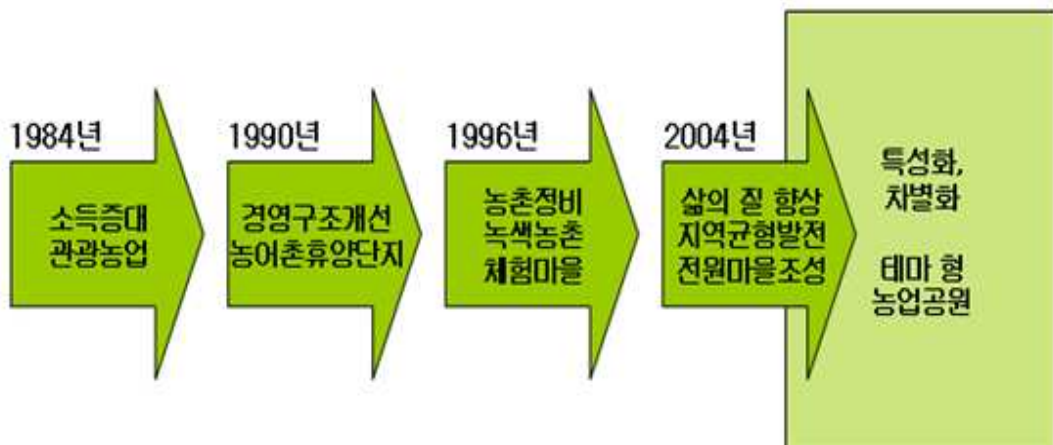 1984년
소득증대
관광농업
1990년
경영구조개선
농어촌휴양단지
1996년
농촌정비
녹색농촌
체험마을
2004년
삶의 질 향상
지역균형발전
전원마을조성
특성화,
차별화
테마 형
농업공원